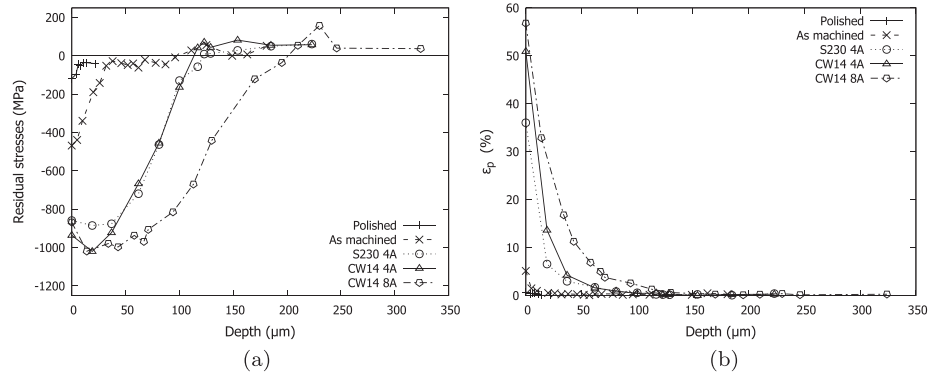 200
0
-200
-400
-600
-800
-1000
-1200
Residual stresses (MPa)
0 50 100 150 200 250 300 350
Depth (µm)
Polished
As machined
S230 4A
CW14 4A
CW14 8A
(a)
60
50
40
30
20
10
0
εp (%)
0 50 100 150 200 250 300 350
Depth (µm)
Polished
As machined
S230 4A
CW14 4A
CW14 8A
(b)